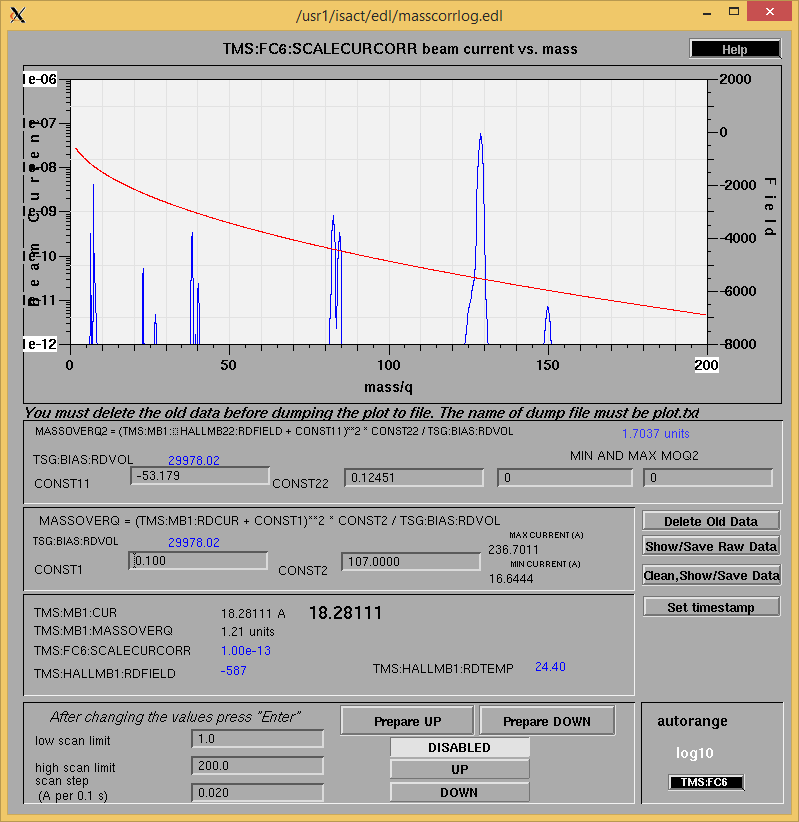 /usr1/isact/edl/masscorrlog.edl
TMS:FC6:SCALECURCORR beam current vs. mass
Help
1e-06
1e-07
1e-08
1e-09
1e-10
1e-11
1e-12
Beam Current
2000
0
-2000
-4000
-6000
-8000
Field
0 50 100 150 200
mass/q
You must delete the old data before dumping the plot to file. The name of dump file must be plot.txt
MASSOVERQ2 = (TMS:MB1:□HALLMB22:RDFIELD + CONST11)**2 * CONST22 / TSG:BIAS:RDVOL
1.7037 units
TSG:BIAS:RDVOL 29978.02
MIN AND MAX MOQ2
CONST11 -53.179 CONST22 0.12451 0 0
MASSOVERQ = (TMS:MB1:RDCUR + CONST1)**2 * CONST2 / TSG:BIAS:RDVOL
TSG:BIAS:RDVOL 29978.02
MAX CURRENT (A)
236.7011
MIN CURRENT (A)
16.6444
CONST1 0.100 CONST2 107.0000
Delete Old Data
Show/Save Raw Data
Clean,Show/Save Data
Set timestamp
TMS:MB1:CUR 18.28111 A 18.28111
TMS:MB1:MASSOVERQ 1.21 units
TMS:FC6:SCALECURCORR 1.00e-13
TMS:HALLMB1:RDFIELD -587
TMS:HALLMB1:RDTEMP 24.40
After changing the values press "Enter"
low scan limit 1.0
high scan limit 200.0
scan step
(A per 0.1 s) 0.020
Prepare UP Prepare DOWN
DISABLED
UP
DOWN
autorange
log10
TMS:FC6